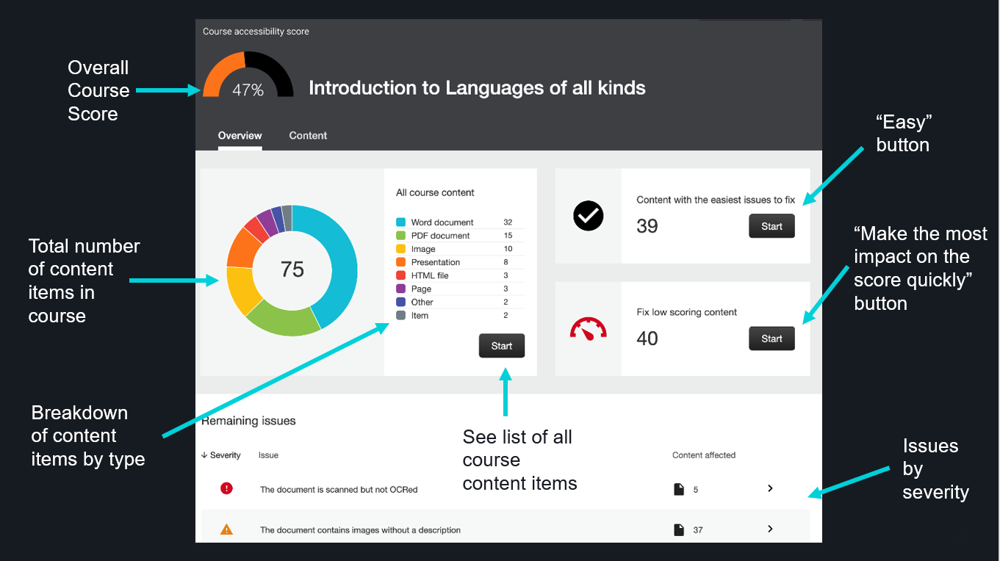 Course accessibility score
Overall
Course
Score
47%
Introduction to Languages of all kinds
Overview
Content
“Easy”
button
All course content
Word document 32
PDF document 15
Image 10
Presentation 8
HTML file 3
Page 3
Other 2
Item 2
Start
75
Total number
of content
items in
course
Breakdown
of content
items by type
Content with the easiest issues to fix
39
Start
“Make the most
impact on the
score quickly”
button
Fix low scoring content
40
Start
See list of all
course
content items
Remaining issues
Severity Issue Content affected
The document is scanned but not OCRed 5
The document contains images without a description 37
Issues
by
severity